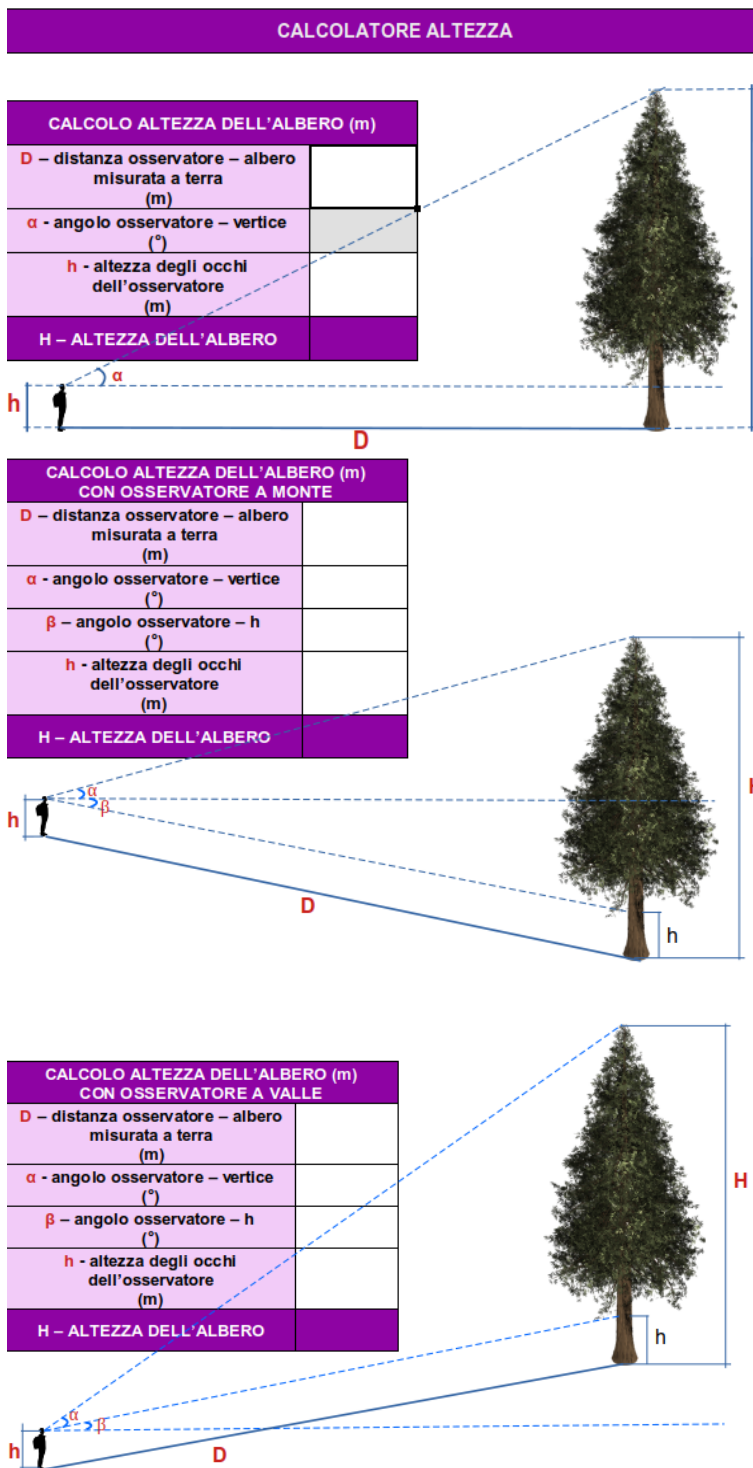 CALCOLATORE ALTEZZA
CALCOLO ALTEZZA DELL'ALBERO (m)
D – distanza osservatore – albero
misurata a terra
(m)
α - angolo osservatore – vertice
(°)
h - altezza degli occhi
dell'osservatore
(m)
H – ALTEZZA DELL'ALBERO
α
h
D
CALCOLO ALTEZZA DELL'ALBERO (m)
CON OSSERVATORE A MONTE
D – distanza osservatore – albero
misurata a terra
(m)
α - angolo osservatore – vertice
(°)
β – angolo osservatore – h
(°)
h - altezza degli occhi
dell'osservatore
(m)
H – ALTEZZA DELL'ALBERO
α
β
h
D
h
CALCOLO ALTEZZA DELL'ALBERO (m)
CON OSSERVATORE A VALLE
D – distanza osservatore – albero
misurata a terra
(m)
α - angolo osservatore – vertice
(°)
β – angolo osservatore – h
(°)
h - altezza degli occhi
dell'osservatore
(m)
H – ALTEZZA DELL'ALBERO
H
h
α
β
h
D